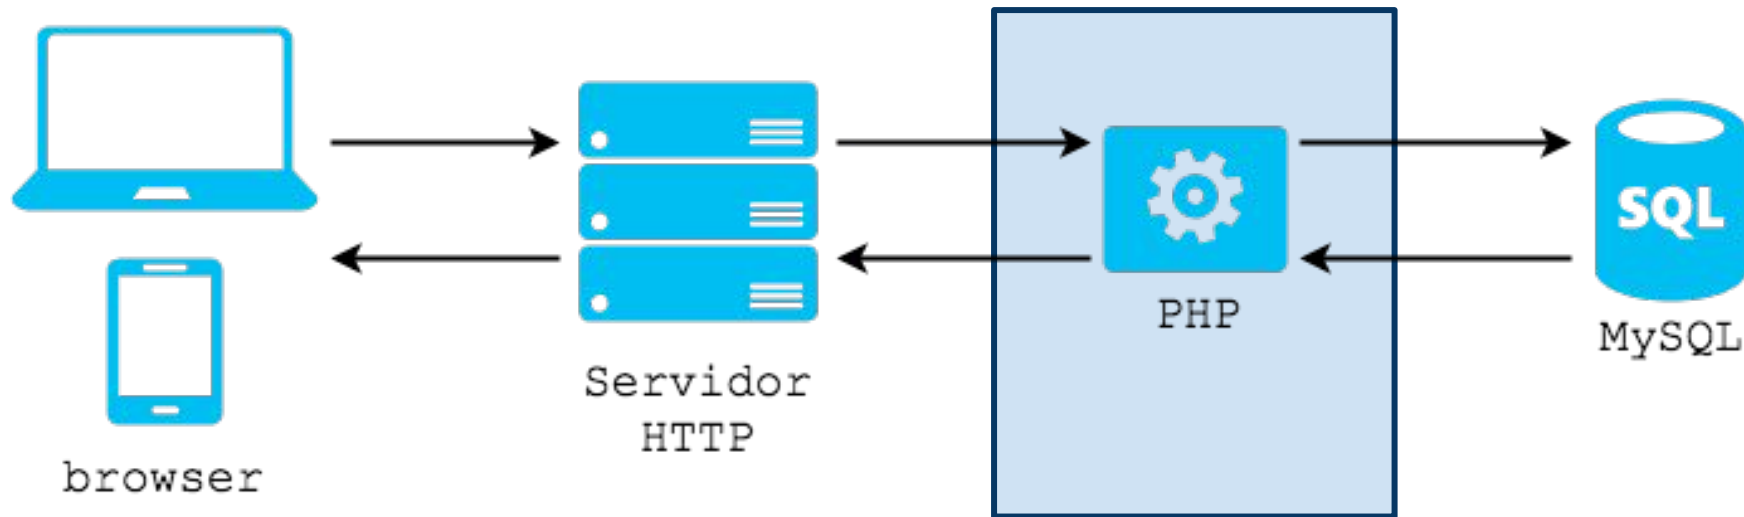 browser
Servidor
HTTP
PHP
SQL
MySQL